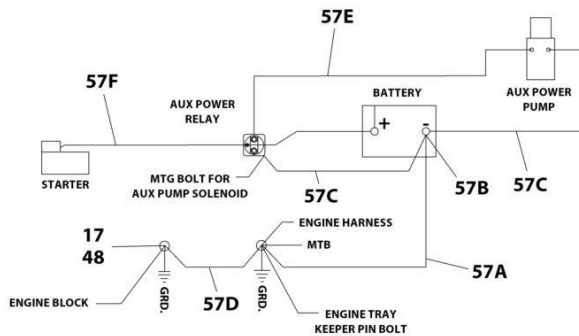 57E
57F
BATTERY
AUX POWER
PUMP
AUX POWER
RELAY
+
-
STARTER
MTG BOLT FOR
AUX PUMP SOLENOID
57C
57B
57C
ENGINE HARNESS
17
48
MTB
57A
GRD.
57D
GRD.
ENGINE BLOCK
ENGINE TRAY
KEEPER PIN BOLT